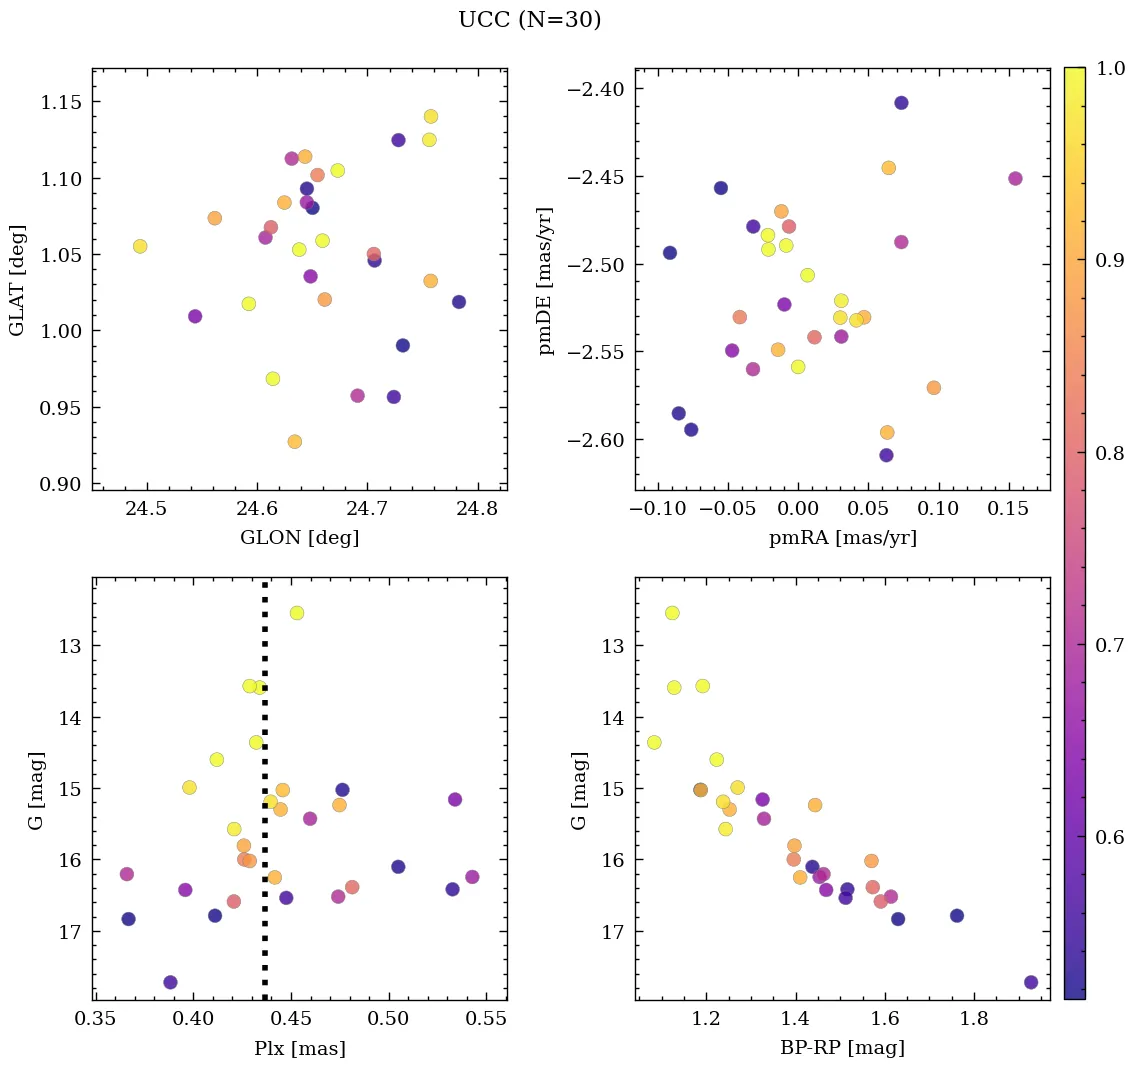 UCC (N=30)
1.15
1.10
1.05
1.00
0.95
0.90
GLAT [deg]
24.5 24.6 24.7 24.8
GLON [deg]
−2.40
−2.45
−2.50
−2.55
−2.60
pmDE [mas/yr]
−0.10 −0.05 0.00 0.05 0.10 0.15
pmRA [mas/yr]
13
14
15
16
17
G [mag]
0.35 0.40 0.45 0.50 0.55
Plx [mas]
13
14
15
16
17
G [mag]
1.2 1.4 1.6 1.8
BP-RP [mag]
1.0
0.9
0.8
0.7
0.6